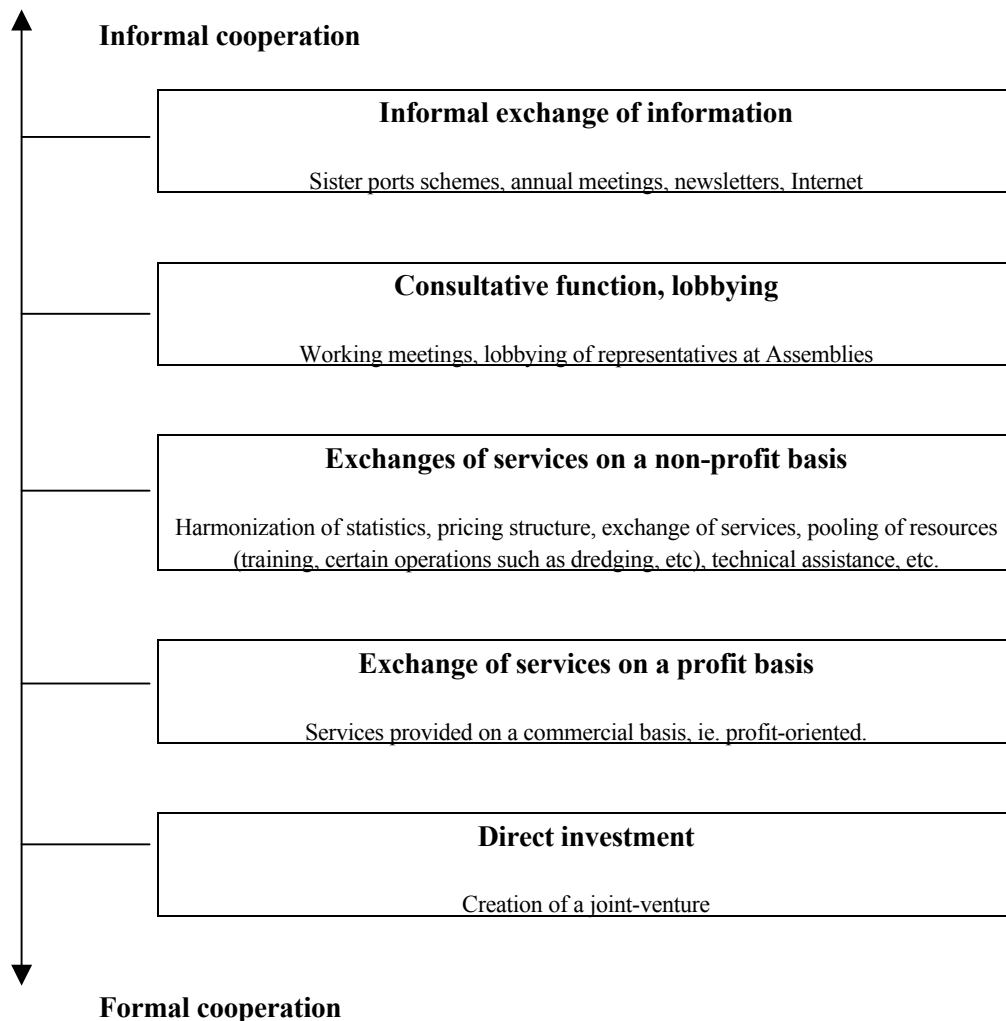 Informal cooperation
Informal exchange of information
Sister ports schemes, annual meetings, newsletters, Internet
Consultative function, lobbying
Working meetings, lobbying of representatives at Assemblies
Exchanges of services on a non-profit basis
Harmonization of statistics, pricing structure, exchange of services, pooling of resources
(training, certain operations such as dredging, etc), technical assistance, etc.
Exchange of services on a profit basis
Services provided on a commercial basis, ie. profit-oriented.
Direct investment
Creation of a joint-venture
Formal cooperation